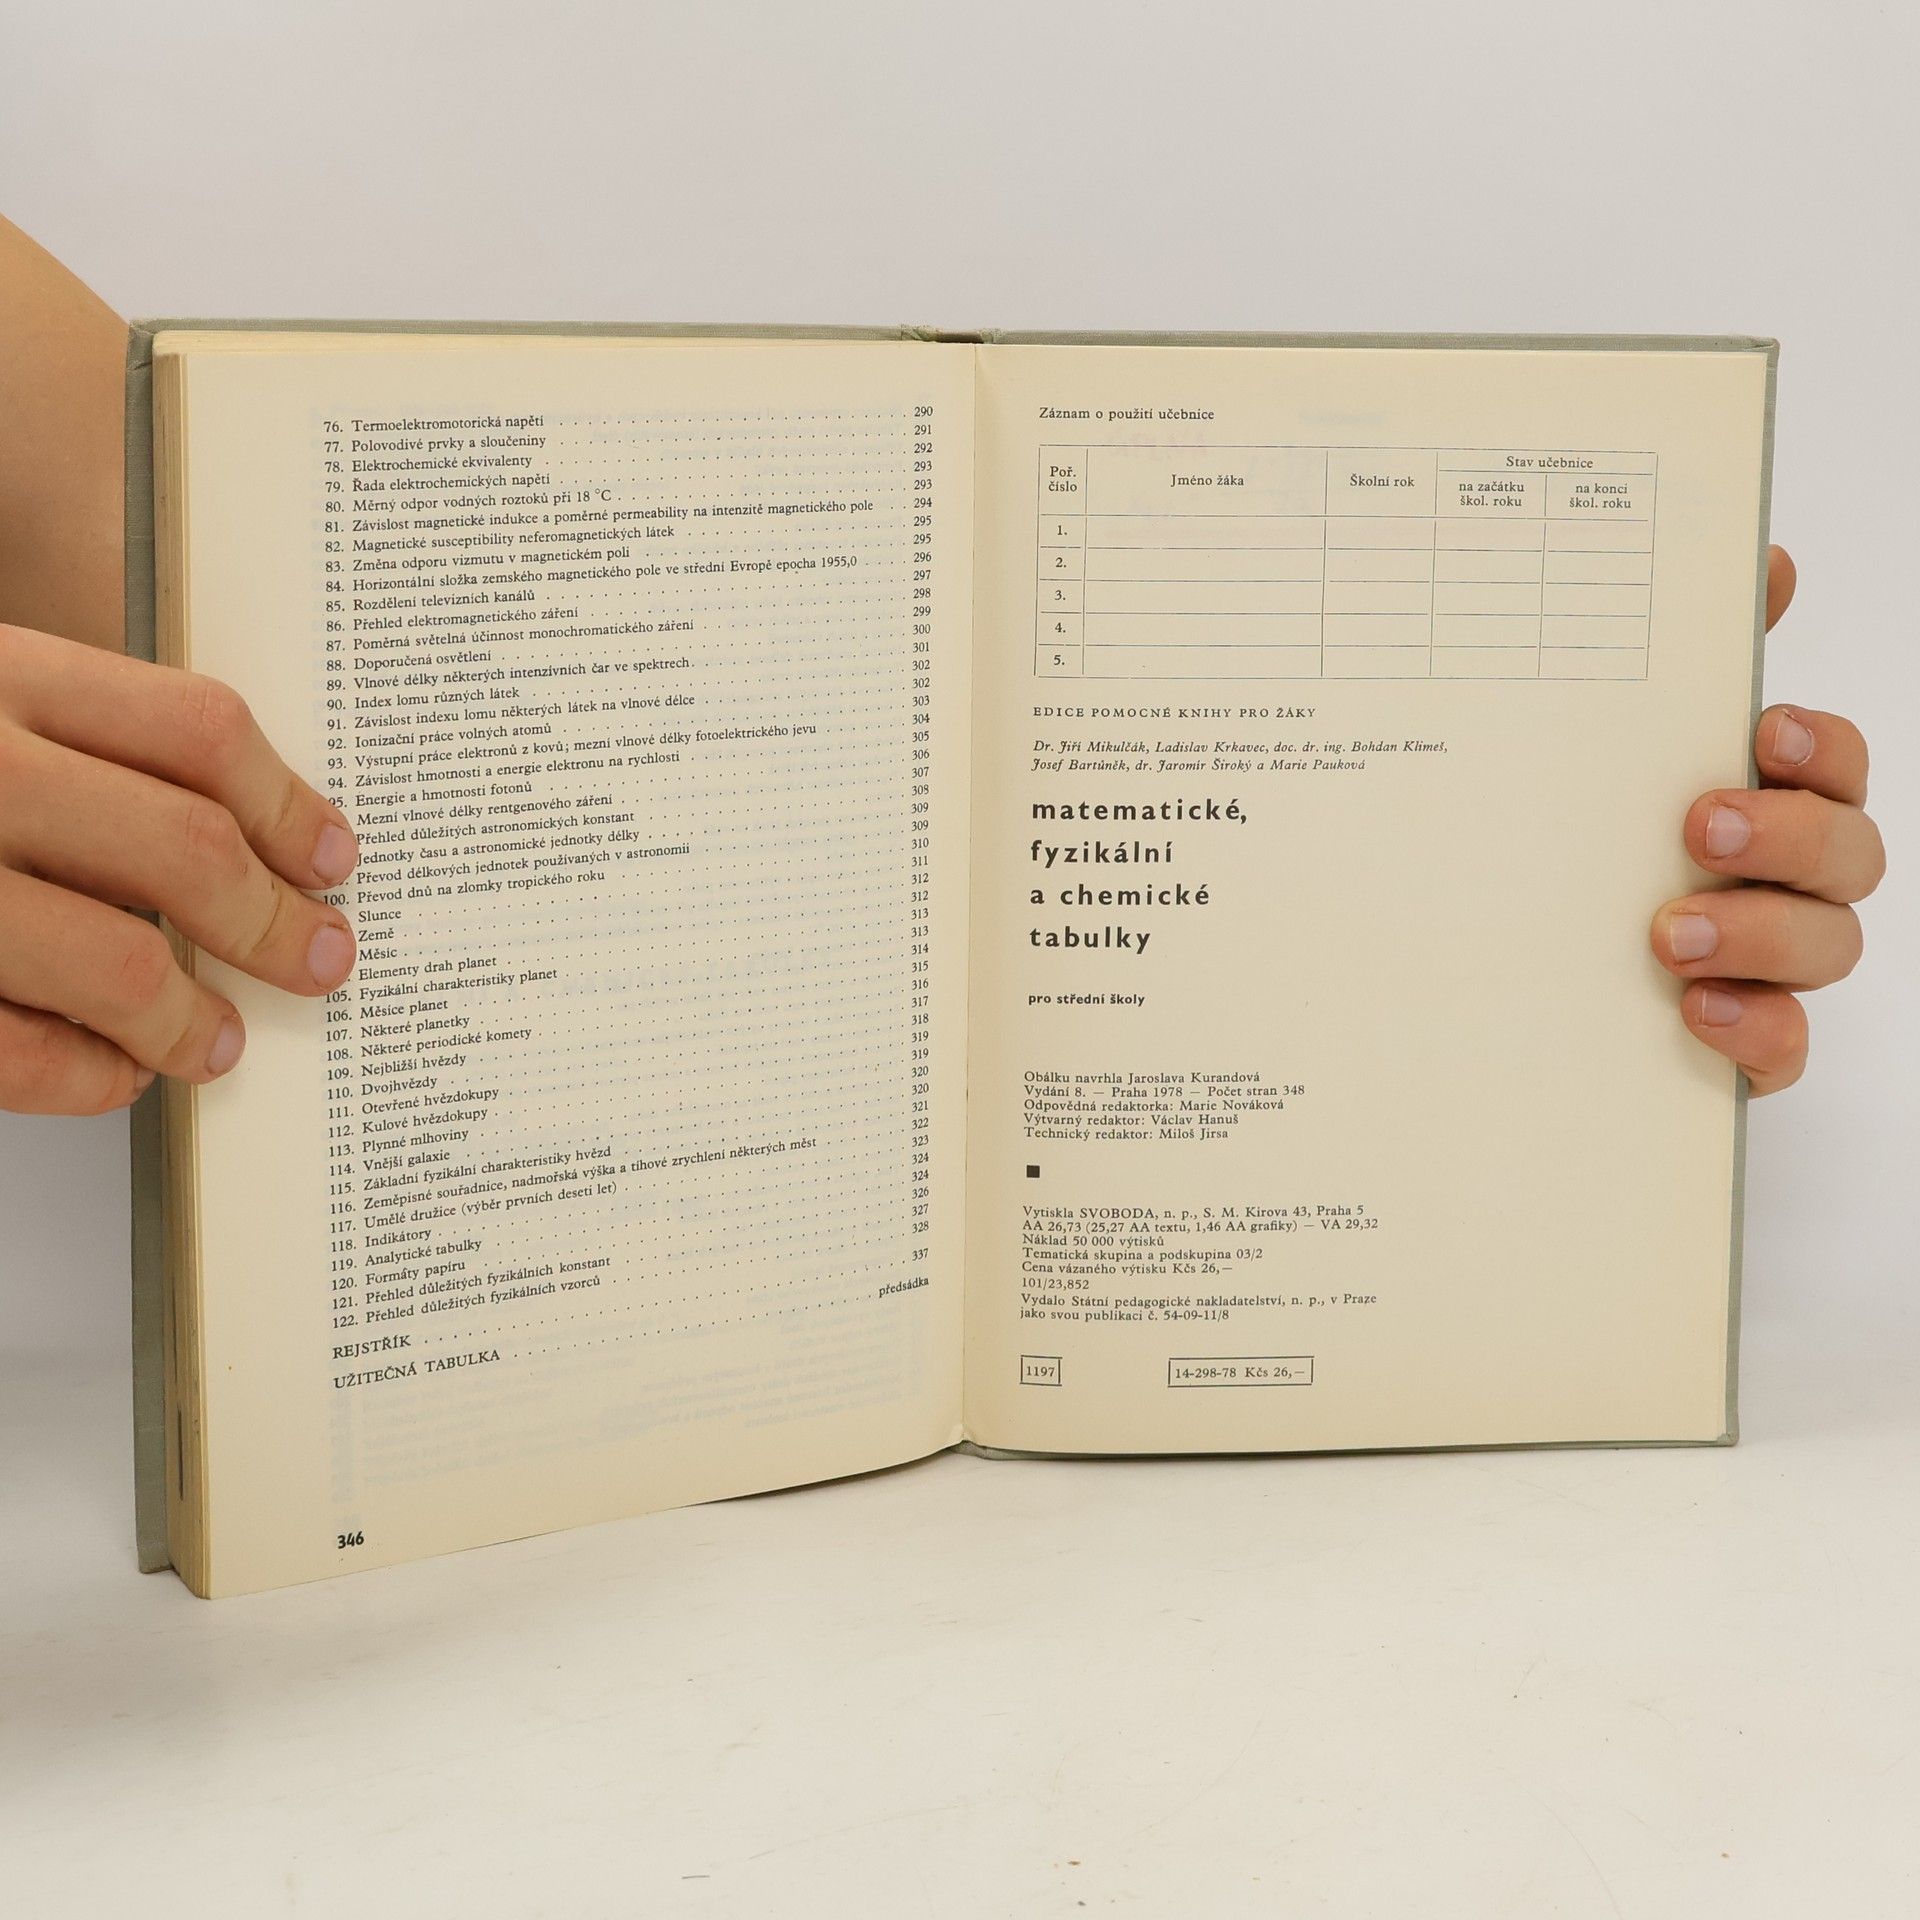 76. Termoelektromotorická napětí . . . 290
77. Polovodivé prvky a sloučeniny . . . 291
78. Elektrochemické ekvivalenty . . . 292
79. Řada elektrochemických napětí . . . 293
80. Měrný odpor vodných roztoků při 18 °C . . . 293
81. Závislost magnetické indukce a poměrné permeability na intenzitě magnetického pole . . 294
82. Magnetické susceptibility neferomagnetických látek . . . 295
83. Změna odporu vizmutu v magnetickém poli . . . 295
84. Horizontální složka zemského magnetického pole ve střední Evropě epocha 1955,0 . . . 296
85. Rozdělení televizních kanálů . . . 297
86. Přehled elektromagnetického záření . . . 298
87. Poměrná světelná účinnost monochromatického záření . . . 299
88. Doporučená osvětlení . . . 300
89. Vlnové délky některých intenzívních čar ve spektrech . . . 301
90. Index lomu různých látek . . . 302
91. Závislost indexu lomu některých látek na vlnové délce . . . 302
92. Ionizační práce volných atomů . . . 303
93. Výstupní práce elektronů z kovů; mezní vlnové délky fotoelektrického jevu . . . 304
94. Závislost hmotnosti a energie elektronu na rychlosti . . . 305
95. Energie a hmotnosti fotonů . . . 306
Mezní vlnové délky rentgenového záření . . . 307
Přehled důležitých astronomických konstant . . . 308
Jednotky času a astronomické jednotky délky . . . 309
Převod délkových jednotek používaných v astronomii . . . 309
100. Převod dnů na zlomky tropického roku . . . 310
Slunce . . . 311
Země . . . 312
Měsíc . . . 312
Elementy drah planet . . . 313
105. Fyzikální charakteristiky planet . . . 313
106. Měsíce planet . . . 314
107. Některé planetky . . . 315
108. Některé periodické komety . . . 316
109. Nejbližší hvězdy . . . 317
110. Dvojhvězdy . . . 318
111. Otevřené hvězdokupy . . . 319
112. Kulové hvězdokupy . . . 319
113. Plynné mlhoviny . . . 320
114. Vnější galaxie . . . 320
115. Základní fyzikální charakteristiky hvězd . . . 321
116. Zeměpisné souřadnice, nadmořská výška a tíhové zrychlení některých měst . . . 322
117. Umělé družice (výběr prvních deseti let) . . . 323
118. Indikátory . . . 324
119. Analytické tabulky . . . 324
120. Formáty papíru . . . 326
121. Přehled důležitých fyzikálních konstant . . . 327
122. Přehled důležitých fyzikálních vzorců . . . 328
REJSTŘÍK . . . 337
UŽITEČNÁ TABULKA . . . předsádka
346
Záznam o použití učebnice
Poř. číslo Jméno žáka Školní rok Stav učebnice
na začátku škol. roku na konci škol. roku
1.
2.
3.
4.
5.
EDICE POMOCNÉ KNIHY PRO ŽÁKY
Dr. Jiří Mikulčák, Ladislav Krkavec, doc. dr. ing. Bohdan Klimeš,
Josef Bartůněk, dr. Jaromír Široký a Marie Pauková
matematické,
fyzikální
a chemické
tabulky
pro střední školy
Obálku navrhla Jaroslava Kurandová
Vydání 8. — Praha 1978 — Počet stran 348
Odpovědná redaktorka: Marie Nováková
Výtvarný redaktor: Václav Hanuš
Technický redaktor: Miloš Jirsa
Vytiskla SVOBODA, n. p., S. M. Kirova 43, Praha 5
AA 26,73 (25,27 AA textu, 1,46 AA grafiky) — VA 29,32
Náklad 50 000 výtisků
Tematická skupina a podskupina 03/2
Cena vázaného výtisku Kčs 26,—
101/23,852
Vydalo Státní pedagogické nakladatelství, n. p., v Praze
jako svou publikaci č. 54-09-11/8
1197
14-298-78 Kčs 26,—